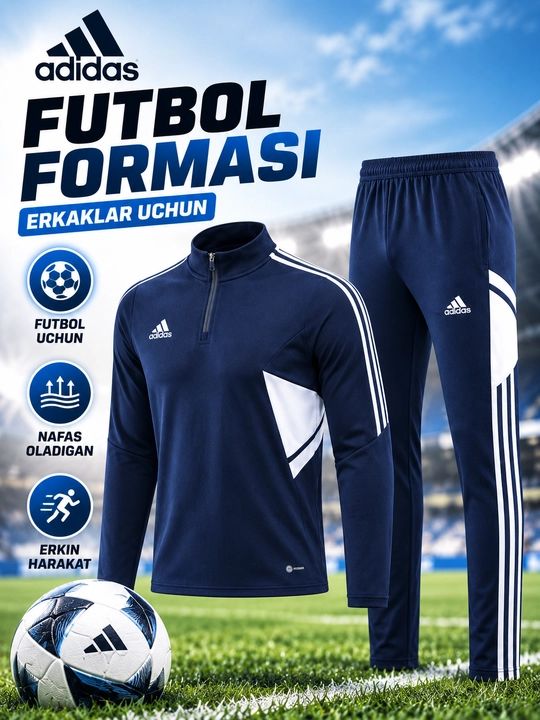 adidas
FUTBOL
FORMASI
ERKAKLAR UCHUN
FUTBOL
UCHUN
NAFAS
OLADIGAN
ERKIN
HARAKAT
adidas
adidas